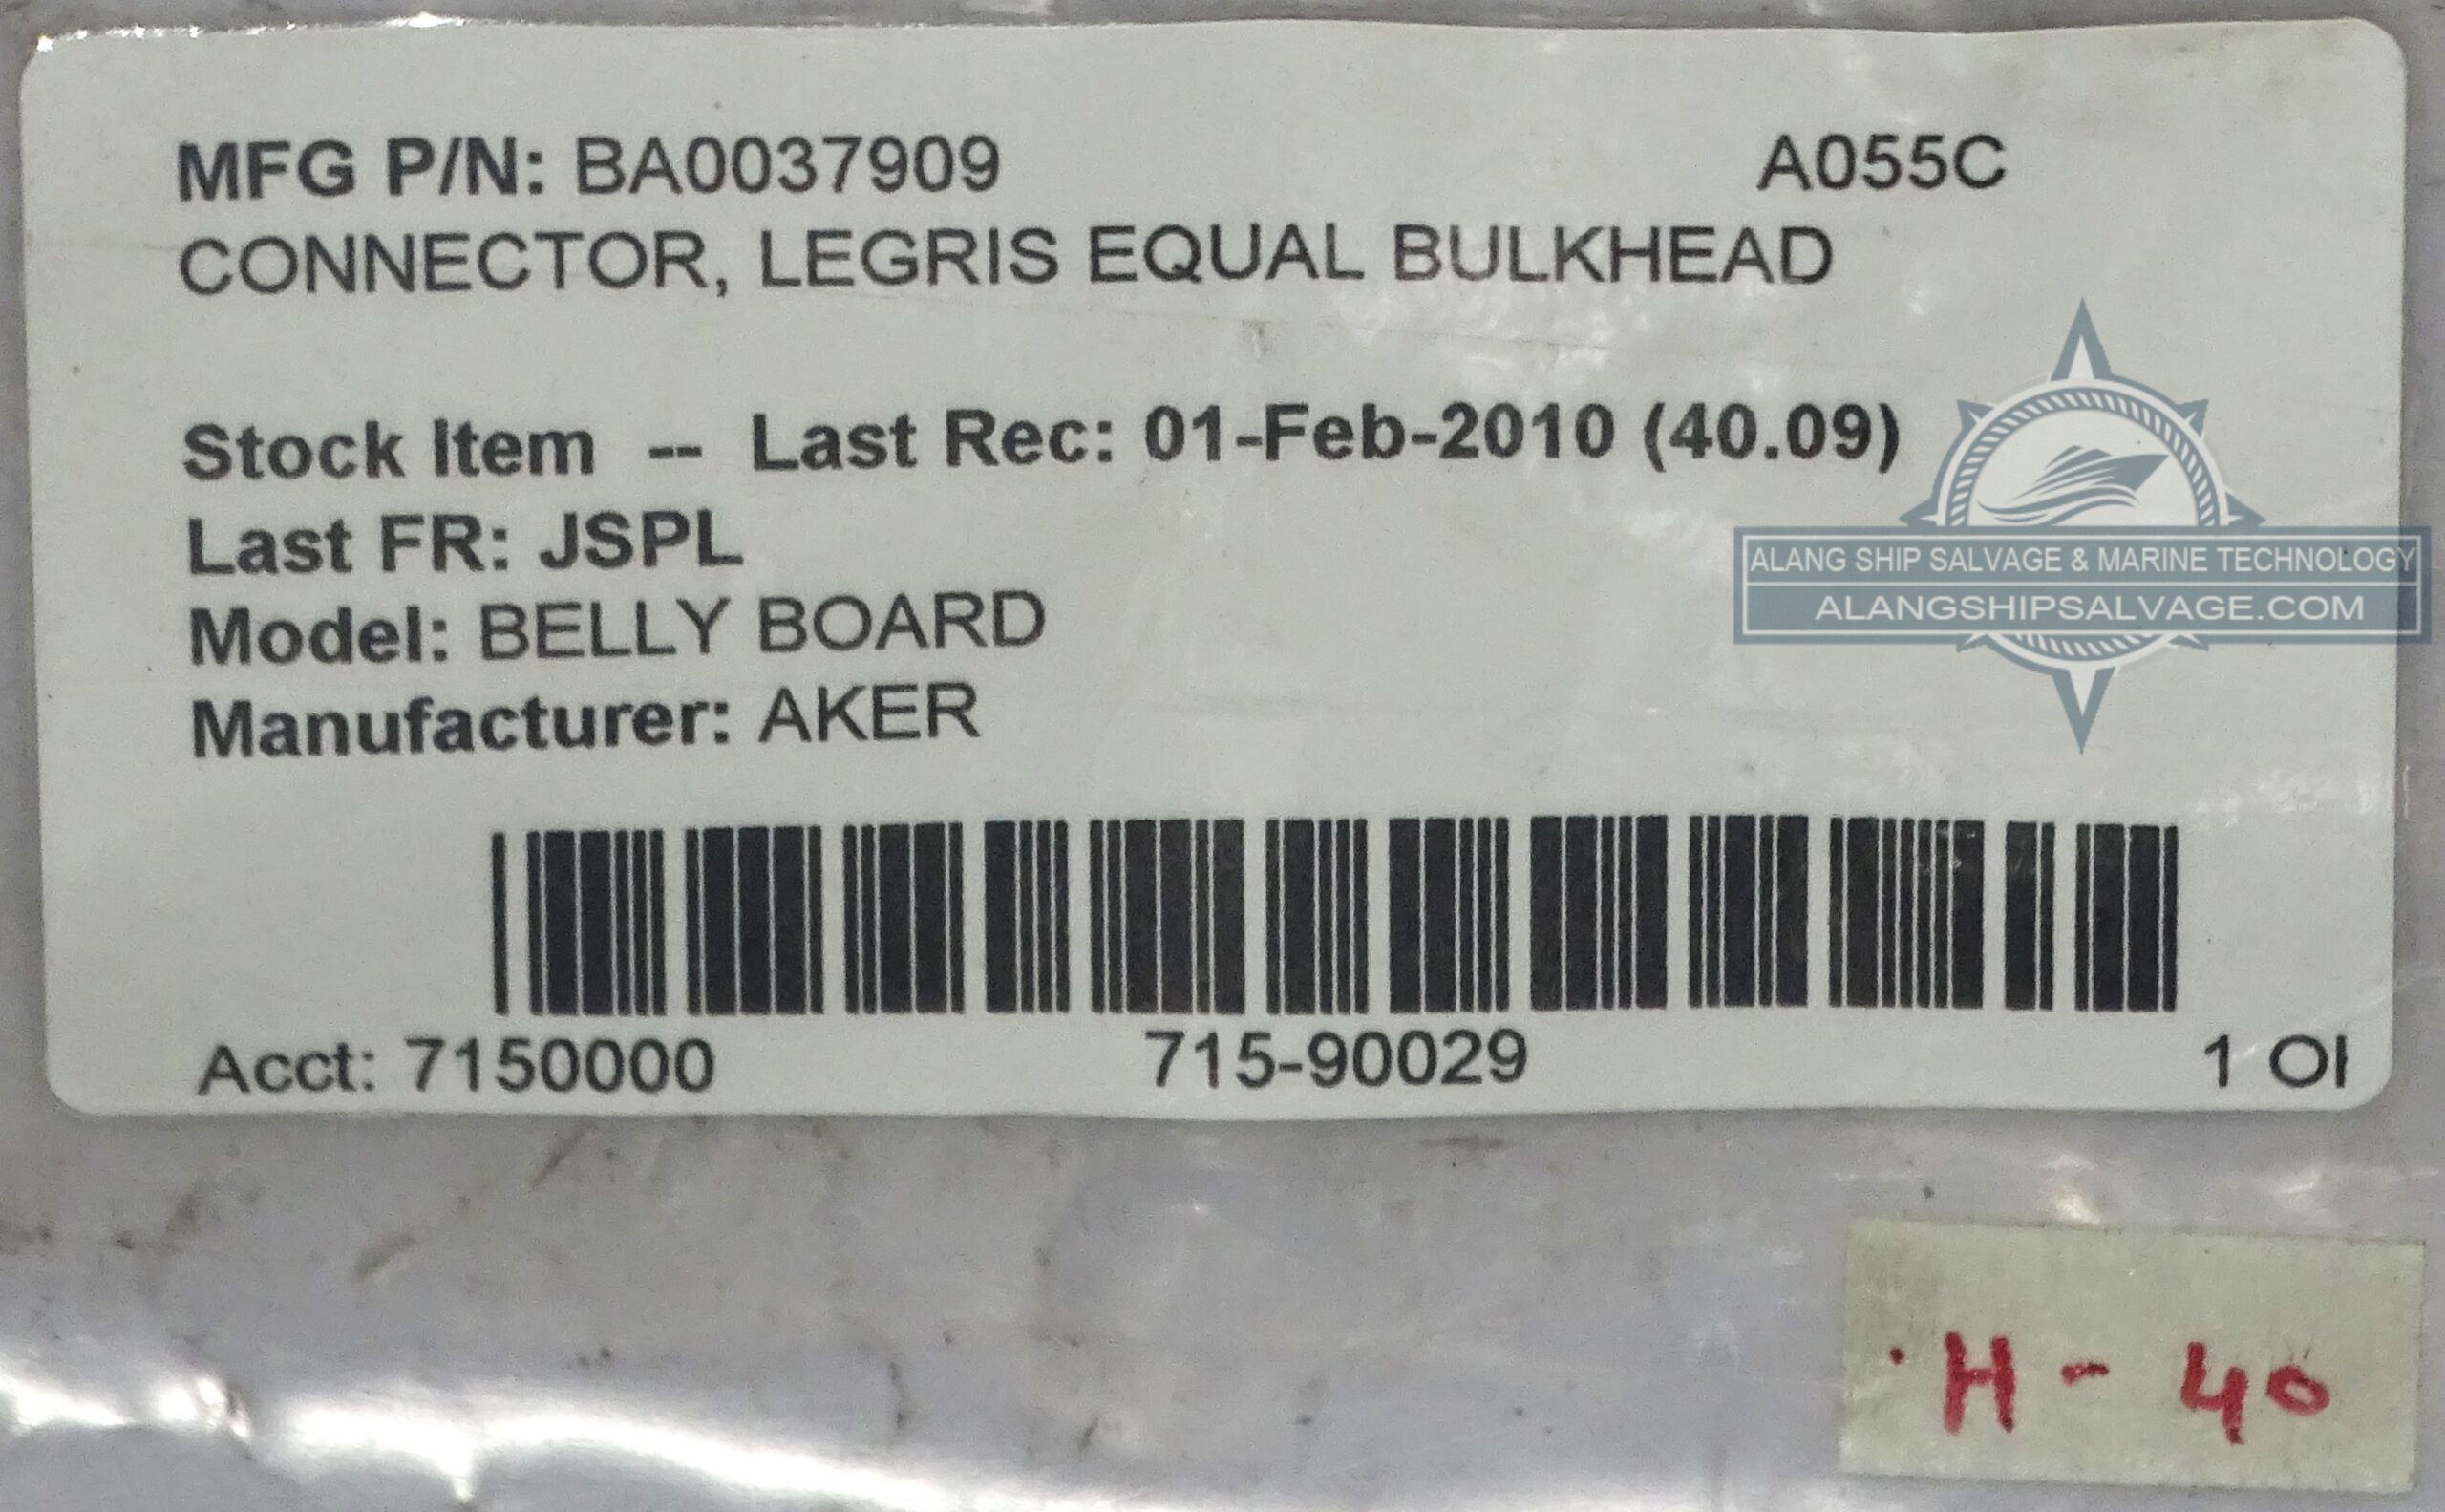 MFG P/N: BA0037909 A055C
CONNECTOR, LEGRIS EQUAL BULKHEAD
Stock Item -- Last Rec: 01-Feb-2010 (40.09)
Last FR: JSPL
Model: BELLY BOARD
Manufacturer: AKER
ALANG SHIP SALVAGE & MARINE TECHNOLOGY
ALANGSHIPSALVAGE.COM
Acct: 7150000 715-90029 1 OI
H - 40